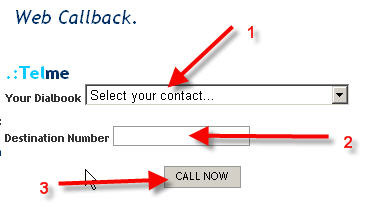 Web Callback.
1
.:Telme
Your Dialbook Select your contact...
Destination Number
2
3
CALL NOW